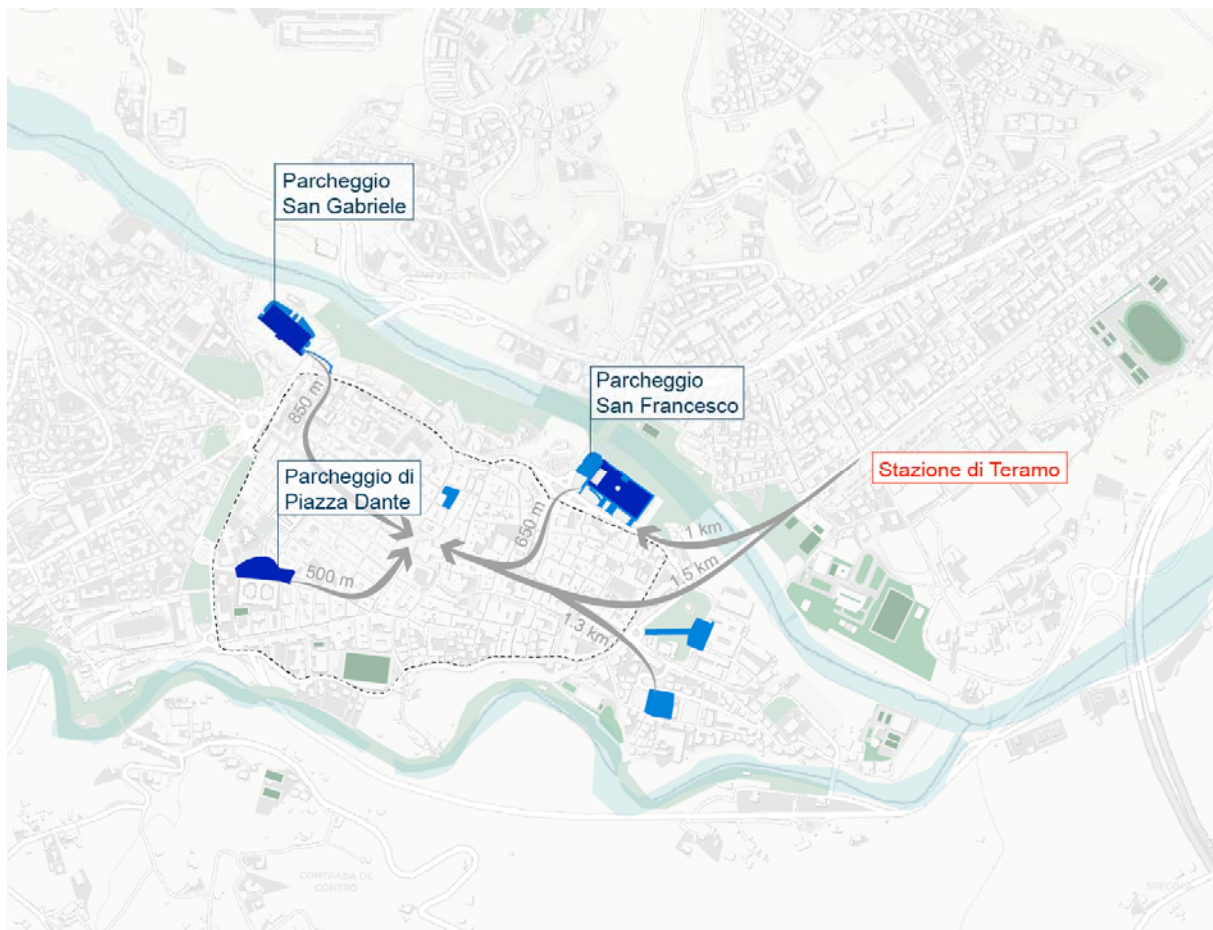 Parcheggio
San Gabriele
Parcheggio
San Francesco
850 m
Stazione di Teramo
Parcheggio di
Piazza Dante
650 m
1 km
500 m
1.5 km
1.3 km
CONTRADA DE
CONTRO